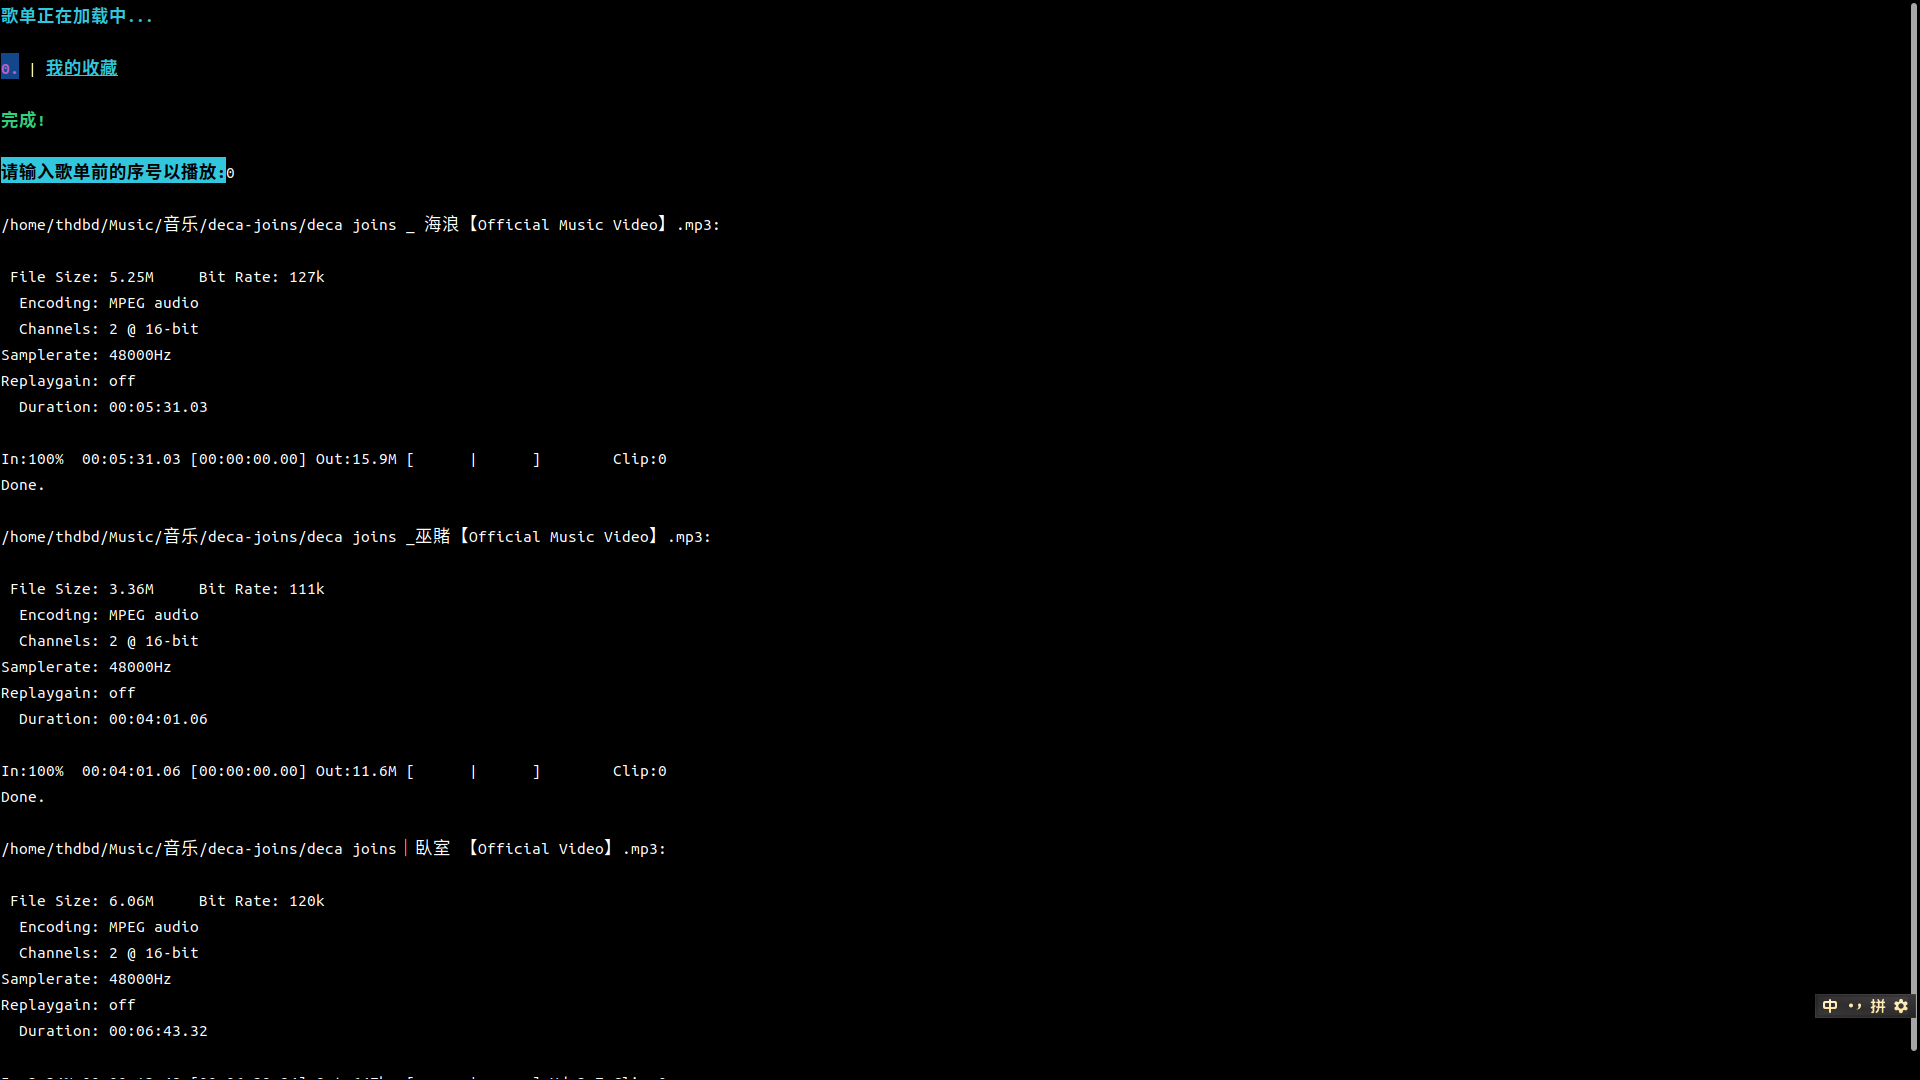 歌单正在加载中...
0. | 我的收藏
完成!
请输入歌单前的序号以播放:0
/home/thdbd/Music/音乐/deca-joins/deca joins _ 海浪【Official Music Video】.mp3:
File Size: 5.25M     Bit Rate: 127k
Encoding: MPEG audio
Channels: 2 @ 16-bit
Samplerate: 48000Hz
Replaygain: off
Duration: 00:05:31.03
In:100%  00:05:31.03 [00:00:00.00] Out:15.9M [      |      ]        Clip:0
Done.
/home/thdbd/Music/音乐/deca-joins/deca joins _巫賭【Official Music Video】.mp3:
File Size: 3.36M     Bit Rate: 111k
Encoding: MPEG audio
Channels: 2 @ 16-bit
Samplerate: 48000Hz
Replaygain: off
Duration: 00:04:01.06
In:100%  00:04:01.06 [00:00:00.00] Out:11.6M [      |      ]        Clip:0
Done.
/home/thdbd/Music/音乐/deca-joins/deca joins｜臥室 【Official Video】.mp3:
File Size: 6.06M     Bit Rate: 120k
Encoding: MPEG audio
Channels: 2 @ 16-bit
Samplerate: 48000Hz
Replaygain: off
Duration: 00:06:43.32
中 ·, 拼